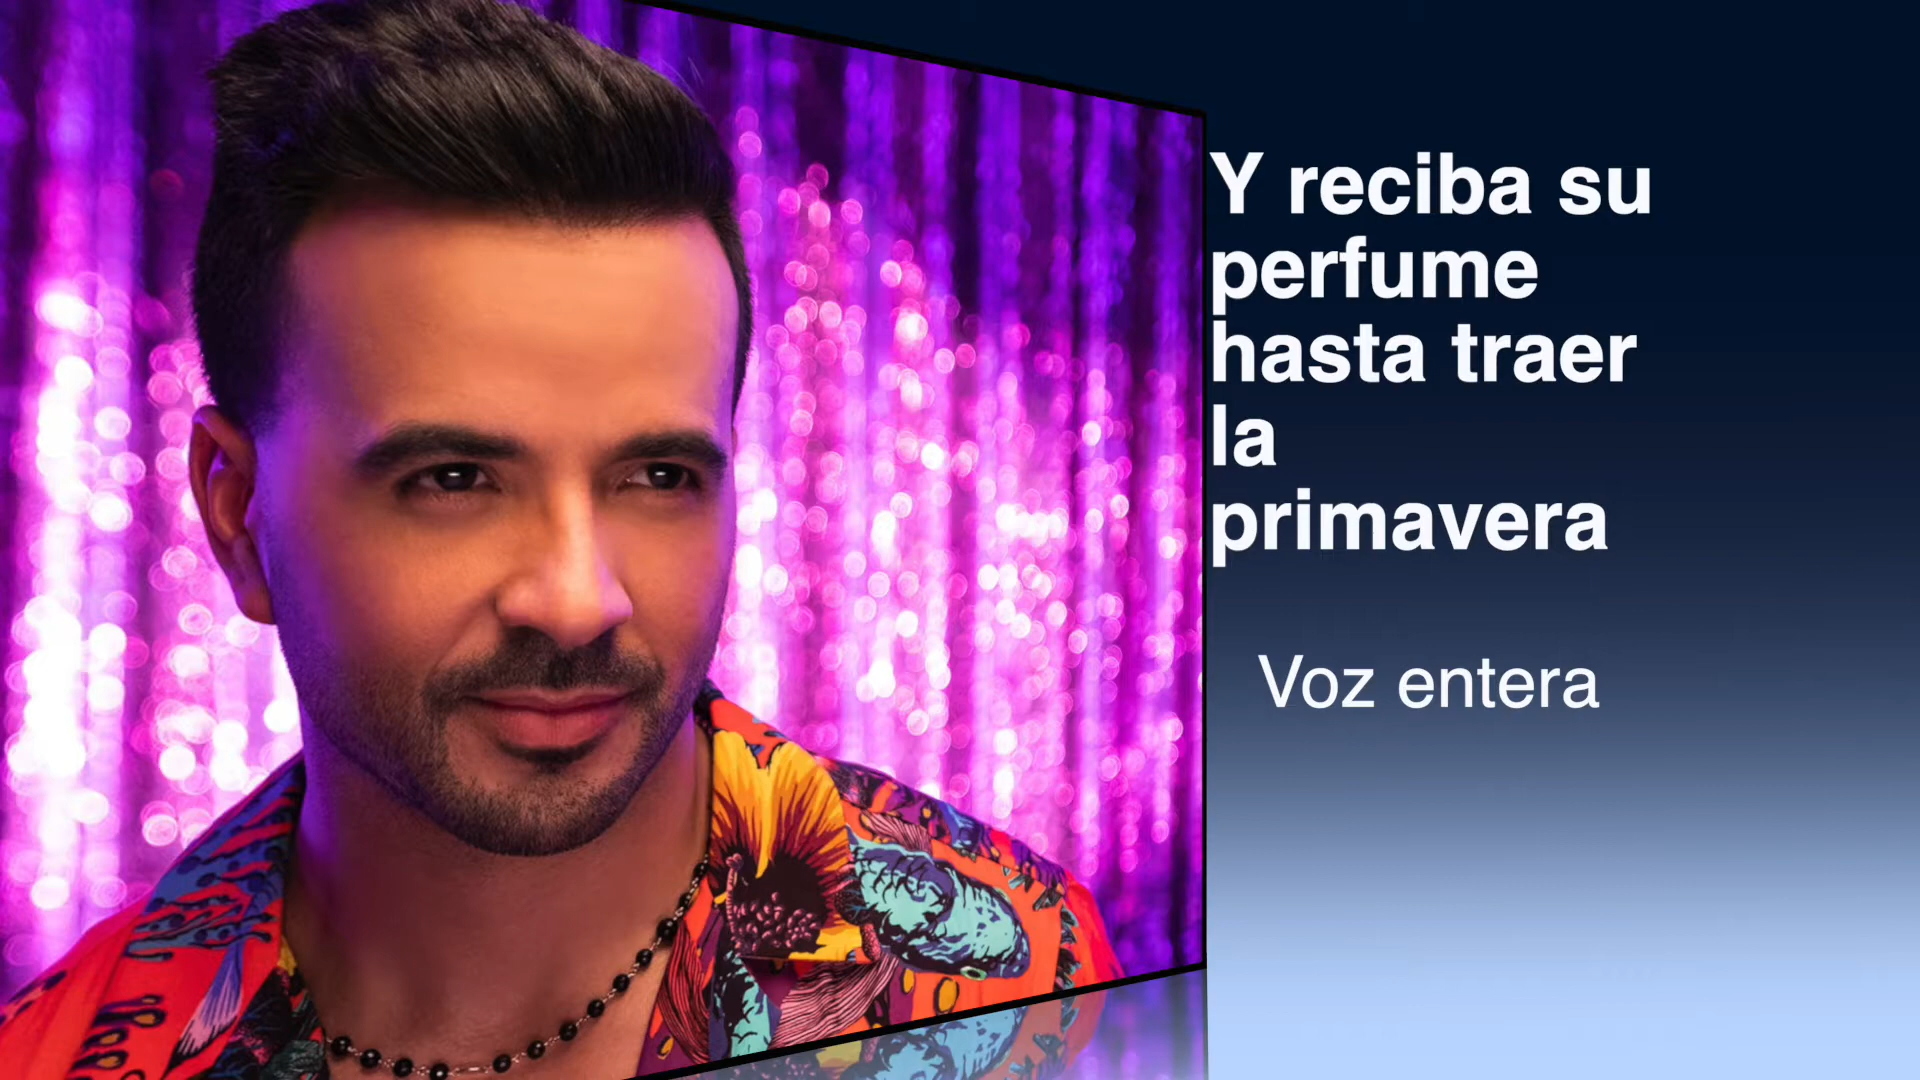 Y reciba su
perfume
hasta traer
la
primavera
Voz entera